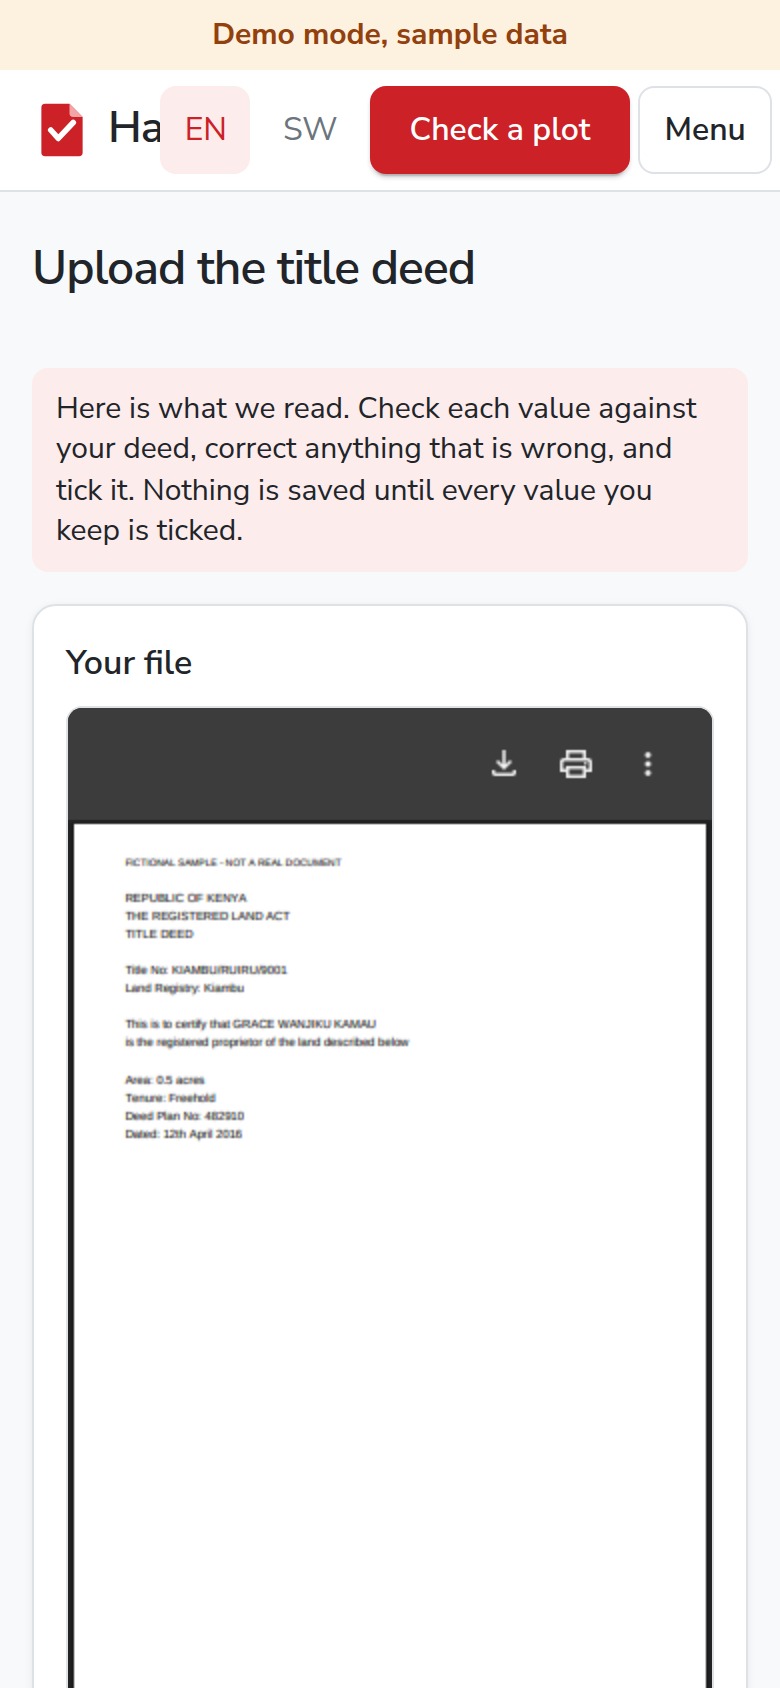 Demo mode, sample data
Ha
EN
SW
Check a plot
Menu
Upload the title deed
Here is what we read. Check each value against
your deed, correct anything that is wrong, and
tick it. Nothing is saved until every value you
keep is ticked.
Your file
FICTIONAL SAMPLE - NOT A REAL DOCUMENT
REPUBLIC OF KENYA
THE REGISTERED LAND ACT
TITLE DEED
Title No: KIAMBU/RUIRU/9001
Land Registry: Kiambu
This is to certify that GRACE WANJIKU KAMAU
is the registered proprietor of the land described below
Area: 0.5 acres
Tenure: Freehold
Deed Plan No: 482910
Dated: 12th April 2016